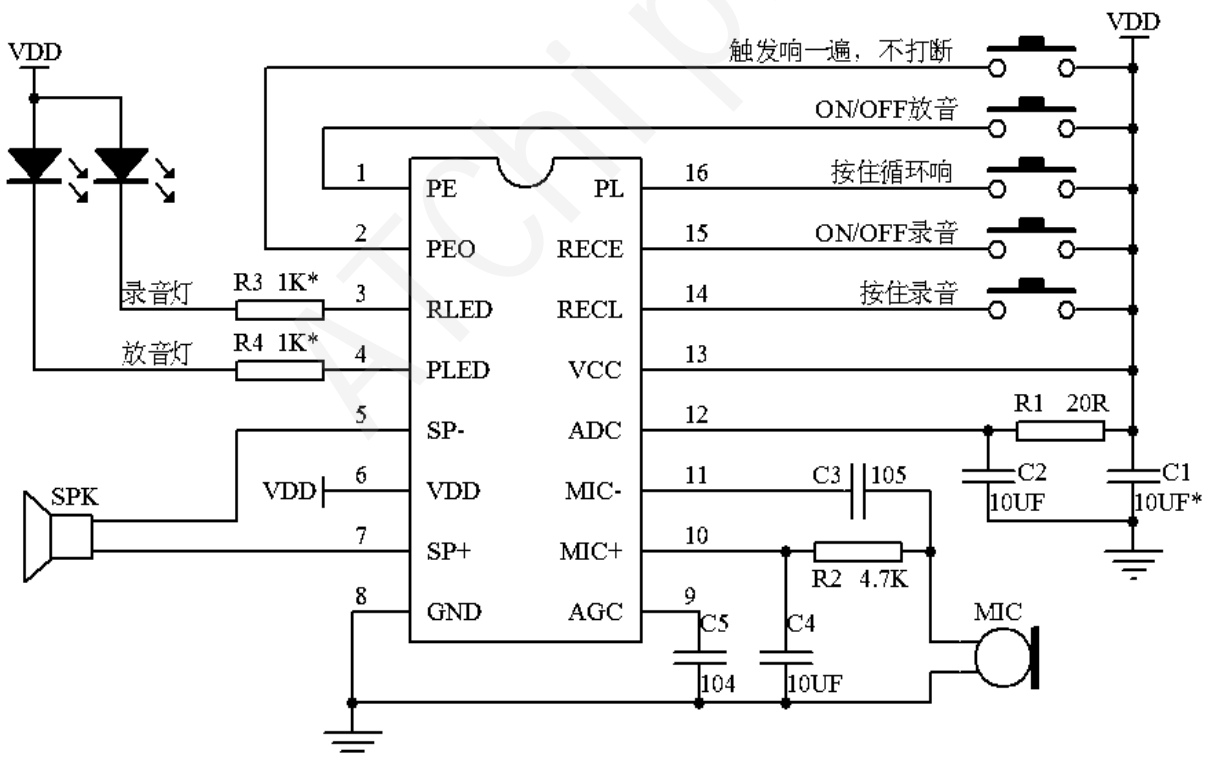 VDD
VDD
触发响一遍，不打断
ON/OFF放音
1
PE
PL
16
按住循环响
2
PEO
RECE
15
ON/OFF录音
录音灯
R3 1K*
3
RLED
RECL
14
按住录音
放音灯
R4 1K*
4
PLED
VCC
13
5
SP-
ADC
12
R1 20R
SPK
VDD
6
VDD
MIC-
11
C3
105
C2
10UF
C1
10UF*
7
SP+
MIC+
10
R2 4.7K
8
GND
AGC
9
C5
104
C4
10UF
MIC
ATChip